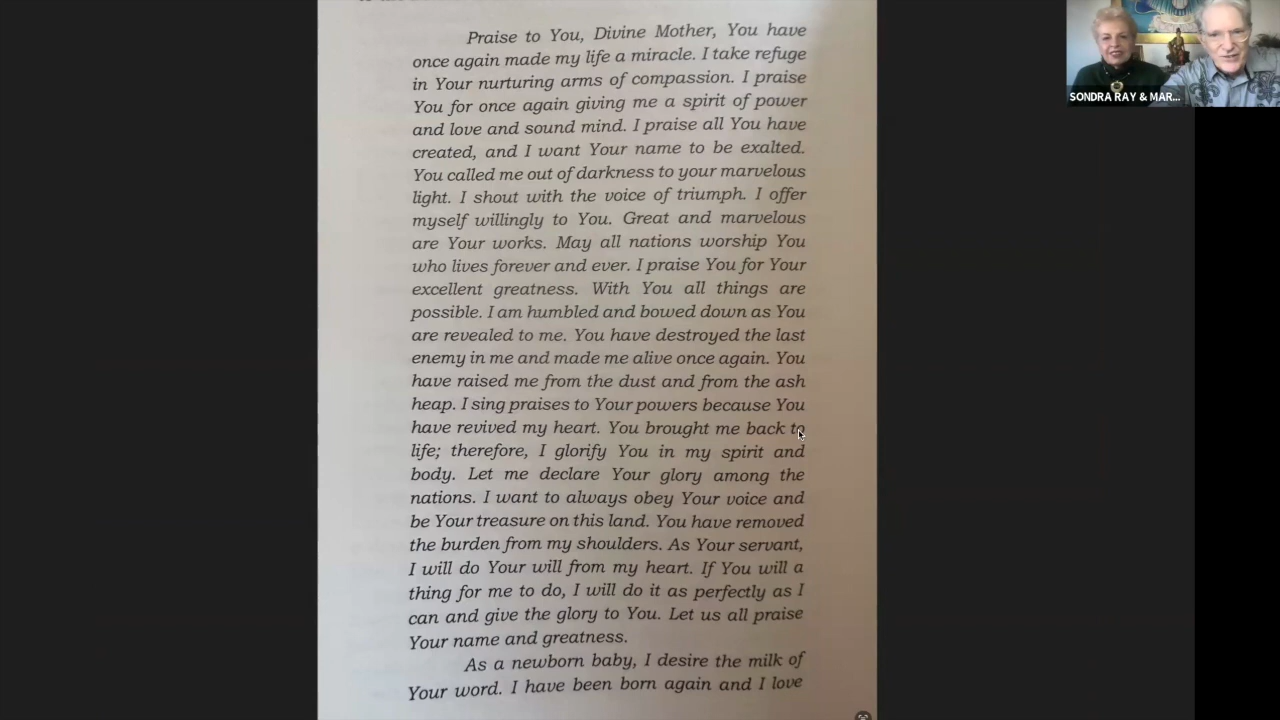 Praise to You, Divine Mother, You have
once again made my life a miracle. I take refuge
in Your nurturing arms of compassion. I praise
You for once again giving me a spirit of power
and love and sound mind. I praise all You have
created, and I want Your name to be exalted.
You called me out of darkness to your marvelous
light. I shout with the voice of triumph. I offer
myself willingly to You. Great and marvelous
are Your works. May all nations worship You
who lives forever and ever. I praise You for Your
excellent greatness. With You all things are
possible. I am humbled and bowed down as You
are revealed to me. You have destroyed the last
enemy in me and made me alive once again. You
have raised me from the dust and from the ash
heap. I sing praises to Your powers because You
have revived my heart. You brought me back to
life; therefore, I glorify You in my spirit and
body. Let me declare Your glory among the
nations. I want to always obey Your voice and
be Your treasure on this land. You have removed
the burden from my shoulders. As Your servant,
I will do Your will from my heart. If You will a
thing for me to do, I will do it as perfectly as I
can and give the glory to You. Let us all praise
Your name and greatness.
As a newborn baby, I desire the milk of
Your word. I have been born again and I love
SONDRA RAY & MAR...